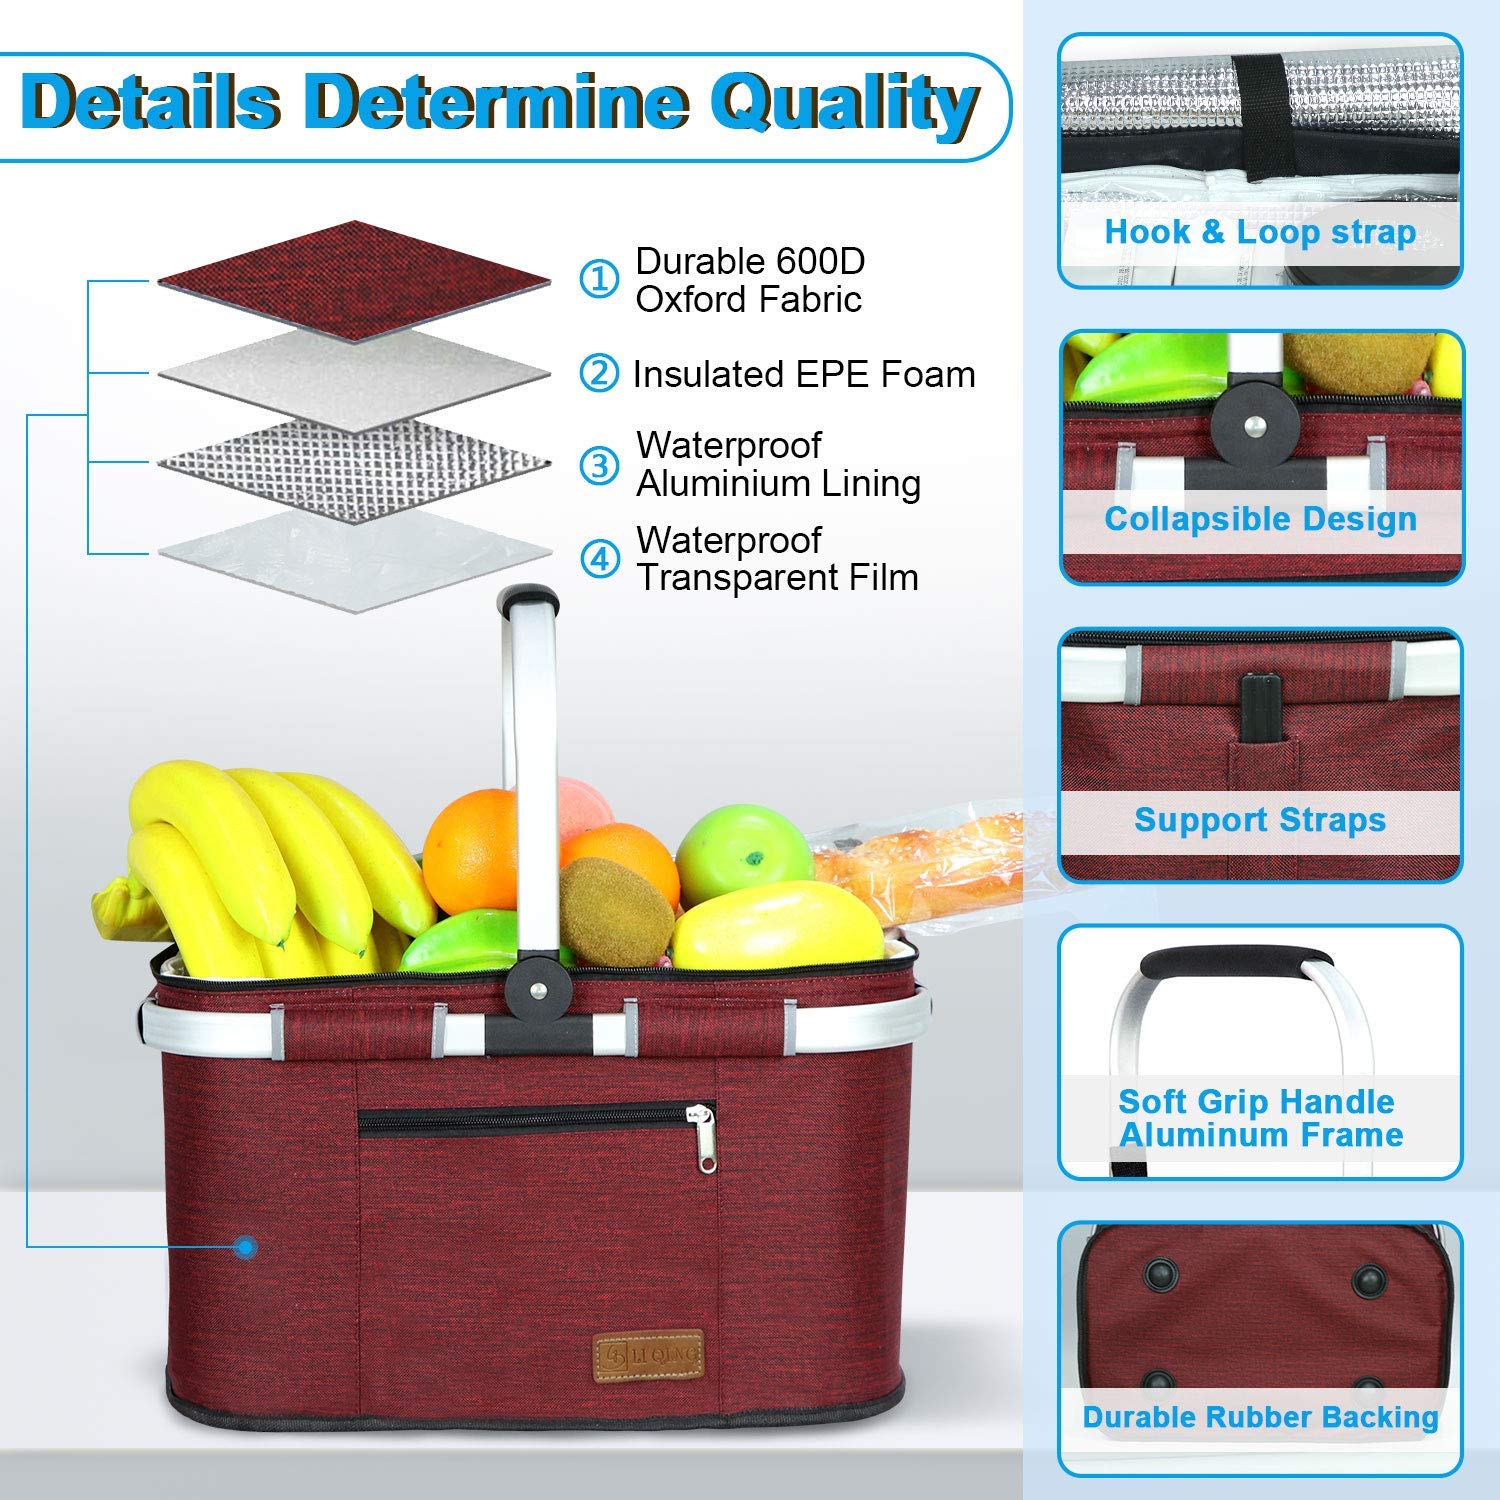 Details Determine Quality
① Durable 600D
Oxford Fabric
② Insulated EPE Foam
③ Waterproof
Aluminium Lining
④ Waterproof
Transparent Film
LI QING
Hook & Loop strap
Collapsible Design
Support Straps
Soft Grip Handle
Aluminum Frame
Durable Rubber Backing